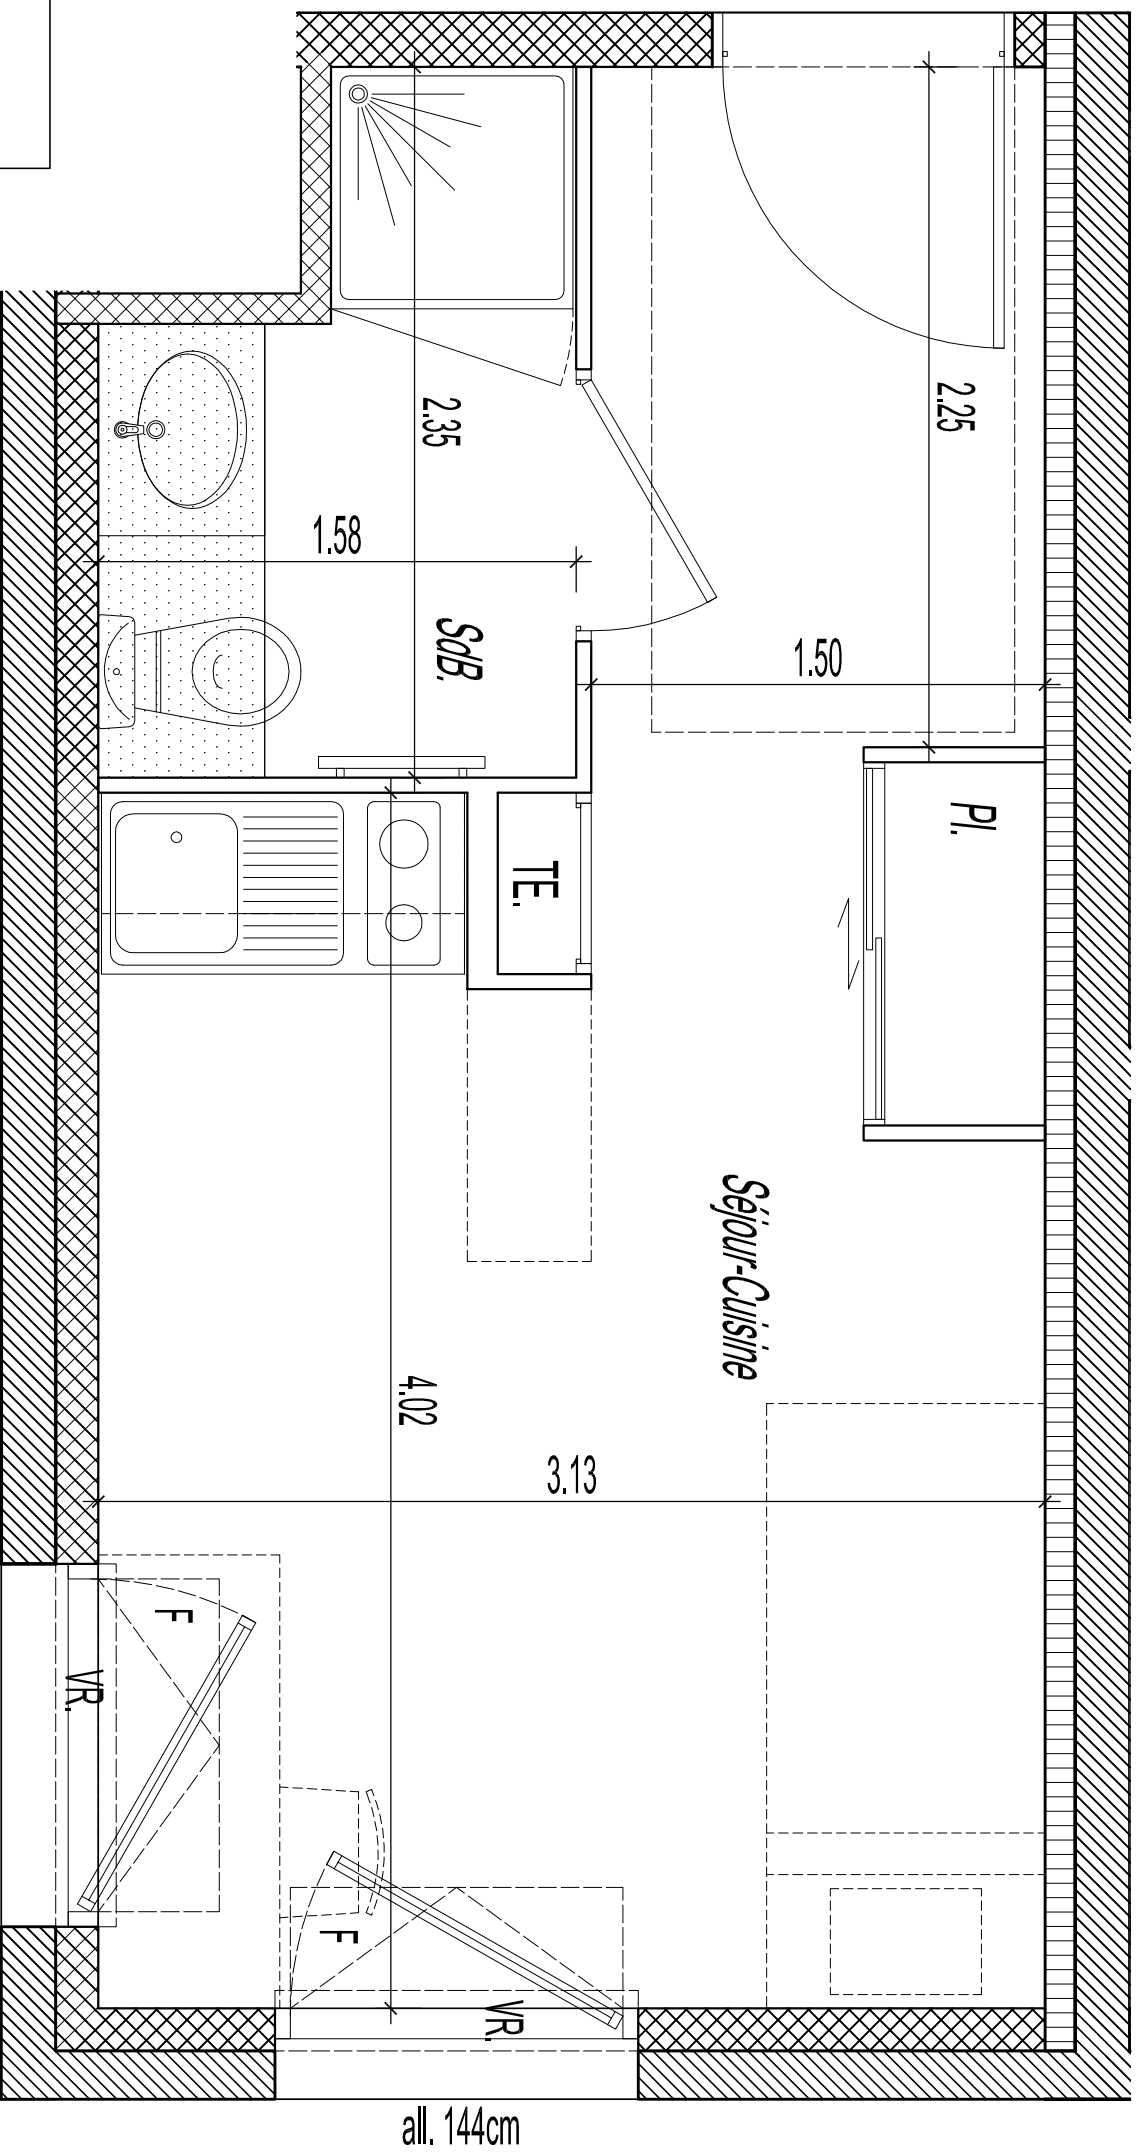 2.25
2.35
1.58
SdB.
1.50
Pl.
TE.
Séjour-Cuisine
4.02
3.13
F
VR.
F
VR.
all. 144cm